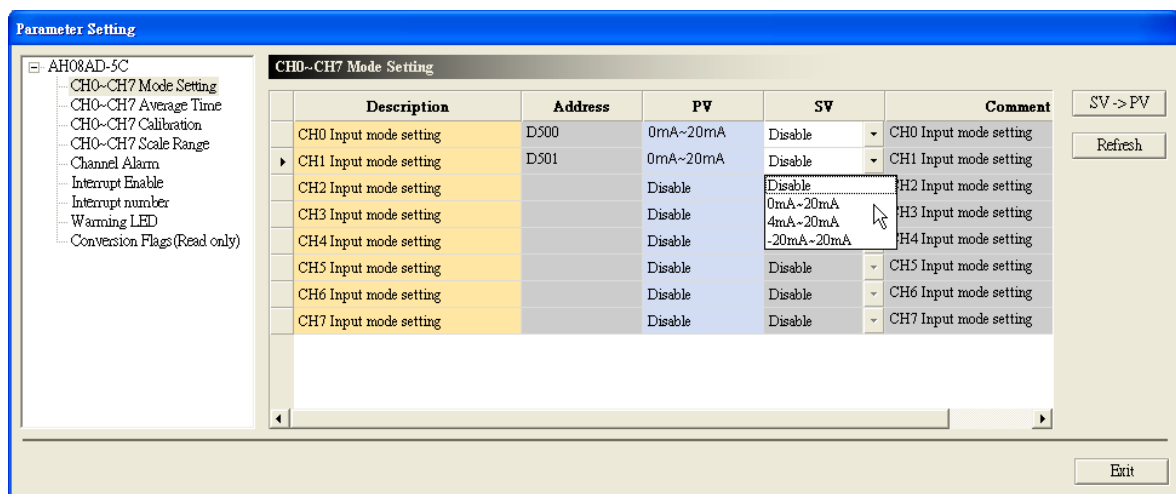 Parameter Setting
AH08AD-5C
CH0~CH7 Mode Setting
CH0~CH7 Average Time
CH0~CH7 Calibration
CH0~CH7 Scale Range
Channel Alarm
Interrupt Enable
Interrupt number
Warning LED
Conversion Flags(Read only)
CH0~CH7 Mode Setting
Description Address PV SV Comment
CH0 Input mode setting D500 0mA~20mA Disable CH0 Input mode setting
CH1 Input mode setting D501 0mA~20mA Disable CH1 Input mode setting
CH2 Input mode setting Disable H2 Input mode setting
CH3 Input mode setting Disable H3 Input mode setting
CH4 Input mode setting Disable H4 Input mode setting
CH5 Input mode setting Disable Disable CH5 Input mode setting
CH6 Input mode setting Disable Disable CH6 Input mode setting
CH7 Input mode setting Disable Disable CH7 Input mode setting
Disable
0mA~20mA
4mA~20mA
-20mA~20mA
SV->PV
Refresh
Exit